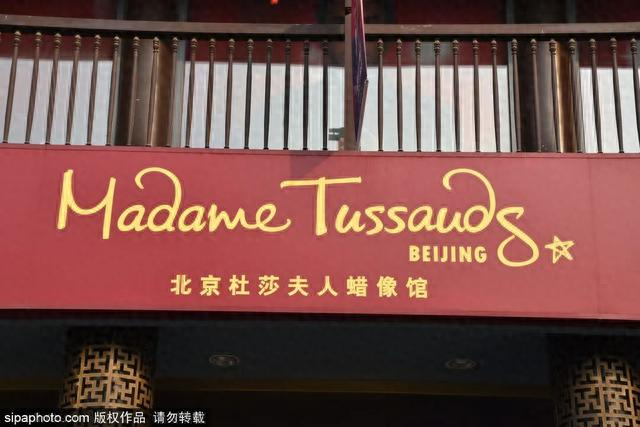 Madame Tussauds
BEIJING
北京杜莎夫人蜡像馆
sipaphoto.com 版权作品 请勿转载